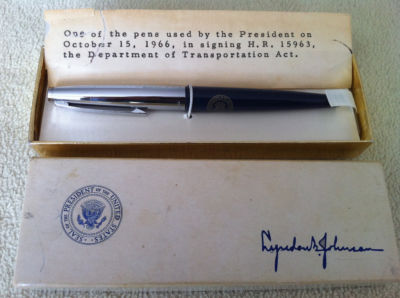 One of the pens used by the President on
October 15, 1966, in signing H.R. 15963,
the Department of Transportation Act.
SEAL OF THE PRESIDENT OF THE UNITED STATES
Lyndon B. Johnson